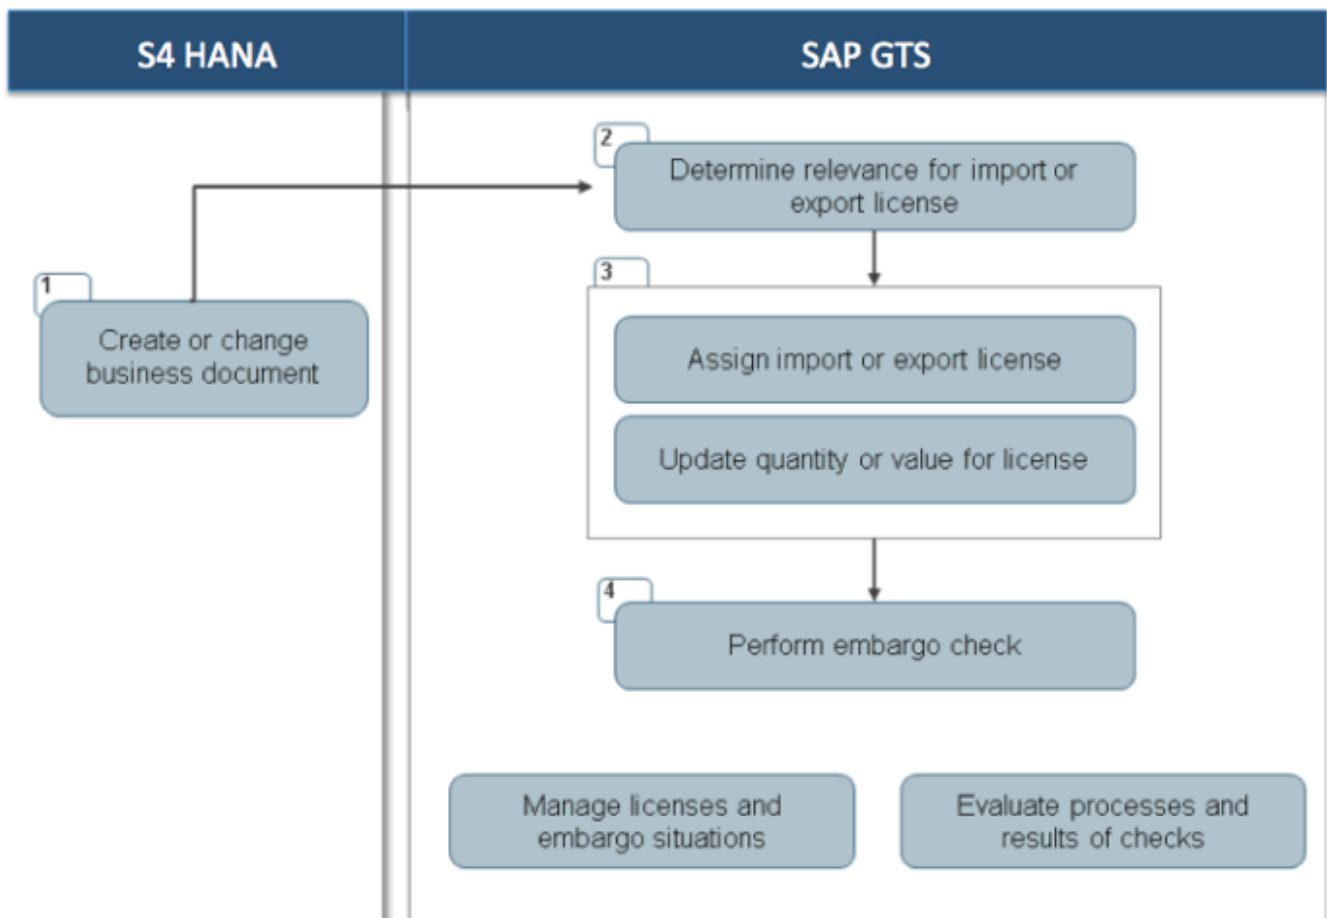 S4 HANA
SAP GTS
2
Determine relevance for import or
export license
1
Create or change
business document
3
Assign import or export license
Update quantity or value for license
4
Perform embargo check
Manage licenses and
embargo situations
Evaluate processes and
results of checks